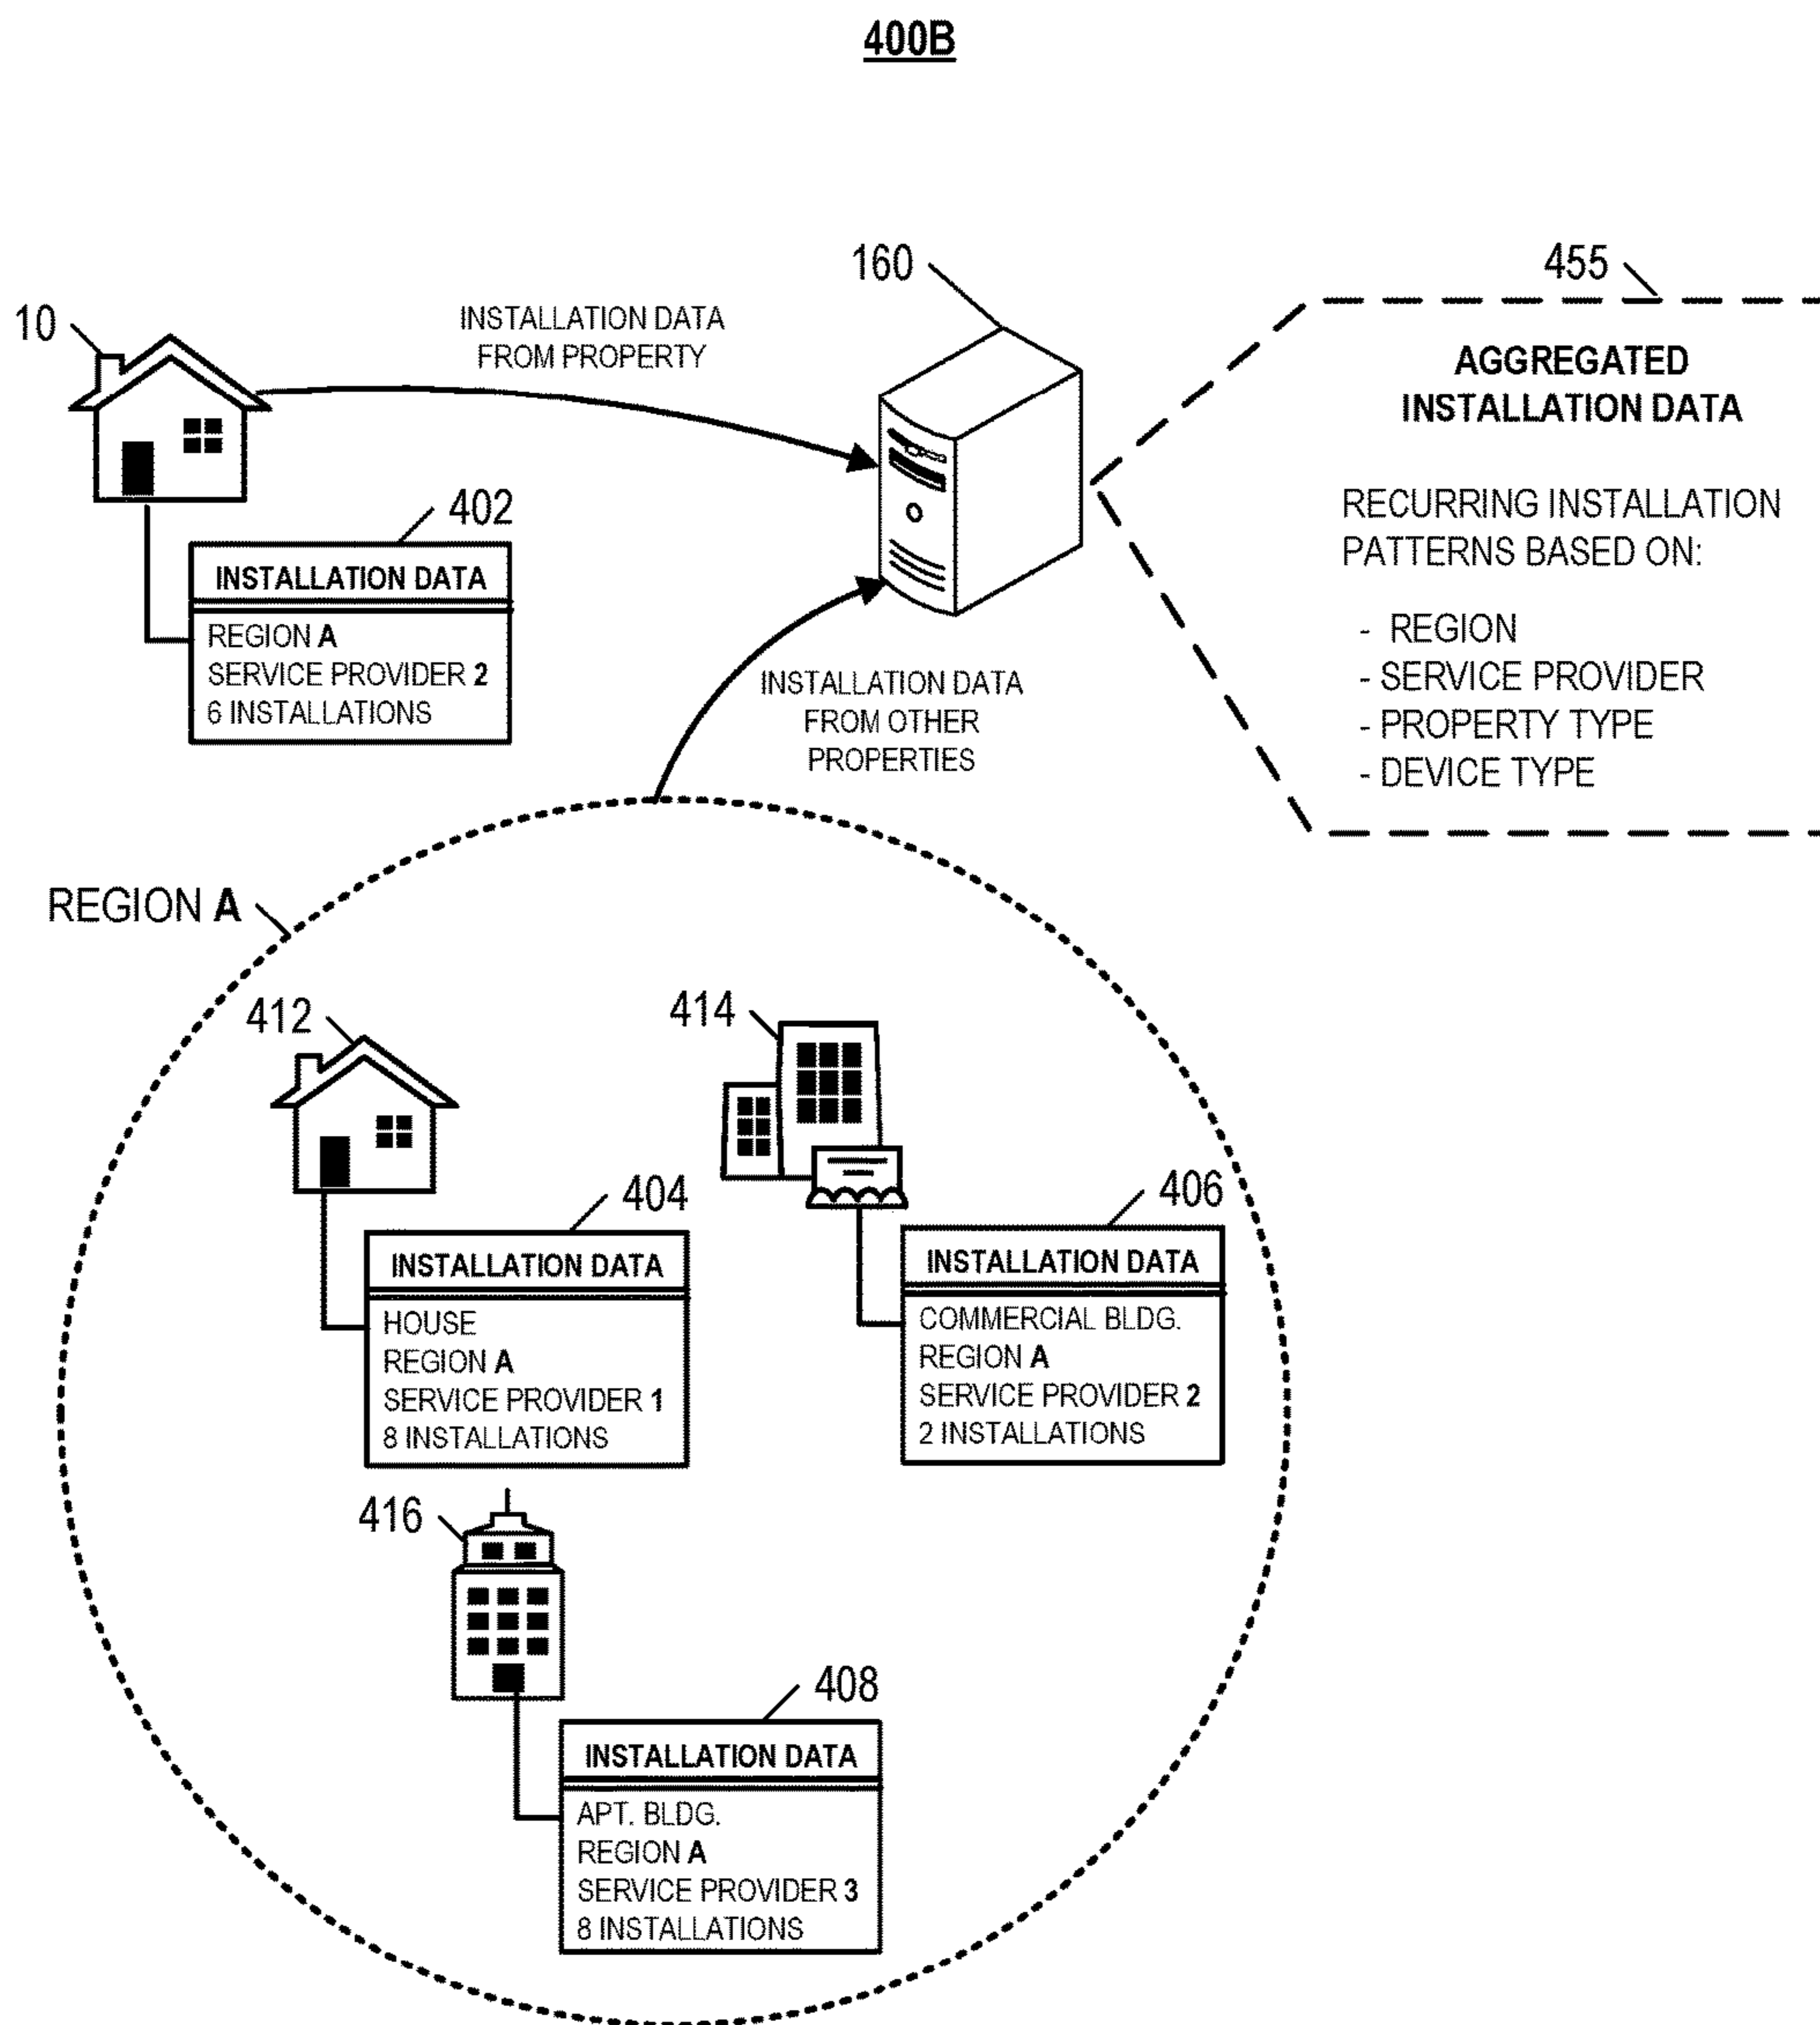 400B
160
455
10
INSTALLATION DATA
FROM PROPERTY
AGGREGATED
INSTALLATION DATA
RECURRING INSTALLATION
PATTERNS BASED ON:
- REGION
- SERVICE PROVIDER
- PROPERTY TYPE
- DEVICE TYPE
402
INSTALLATION DATA
REGION A
SERVICE PROVIDER 2
6 INSTALLATIONS
INSTALLATION DATA
FROM OTHER
PROPERTIES
REGION A
412
414
404
INSTALLATION DATA
HOUSE
REGION A
SERVICE PROVIDER 1
8 INSTALLATIONS
406
INSTALLATION DATA
COMMERCIAL BLDG.
REGION A
SERVICE PROVIDER 2
2 INSTALLATIONS
416
408
INSTALLATION DATA
APT. BLDG.
REGION A
SERVICE PROVIDER 3
8 INSTALLATIONS